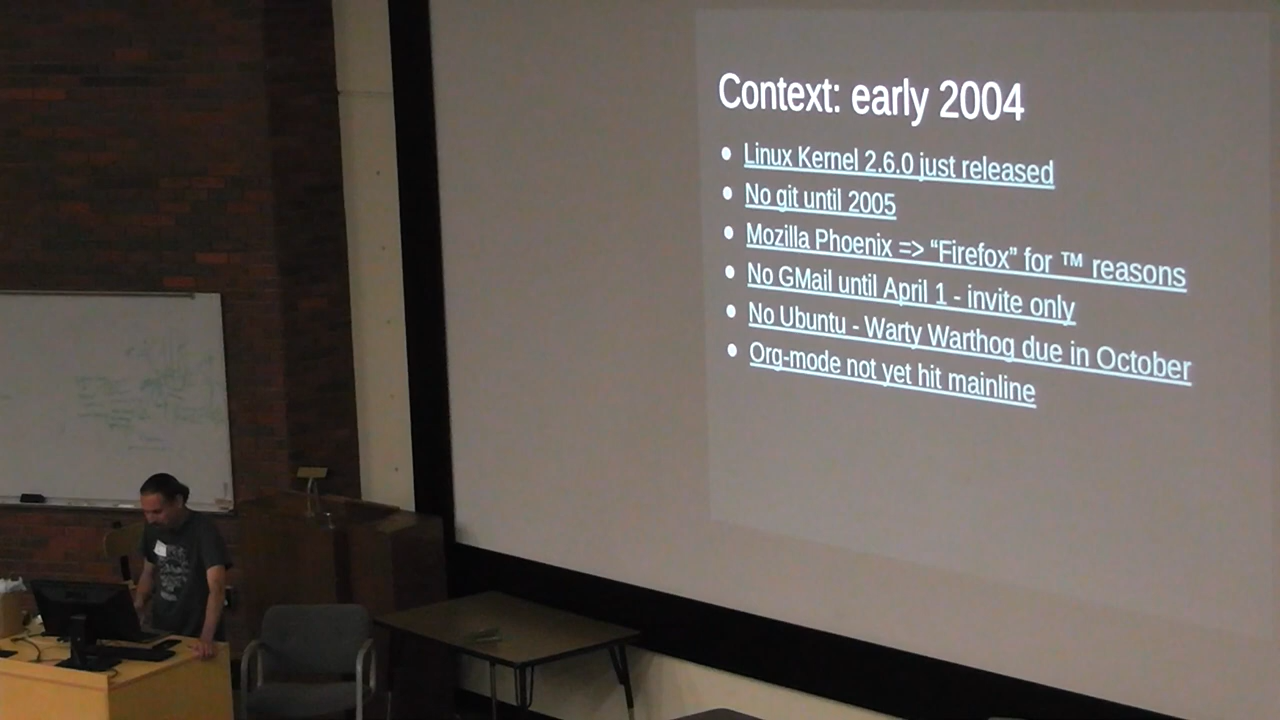 Context: early 2004
Linux Kernel 2.6.0 just released
No git until 2005
Mozilla Phoenix => “Firefox” for ™ reasons
No GMail until April 1 - invite only
No Ubuntu - Warty Warthog due in October
Org-mode not yet hit mainline